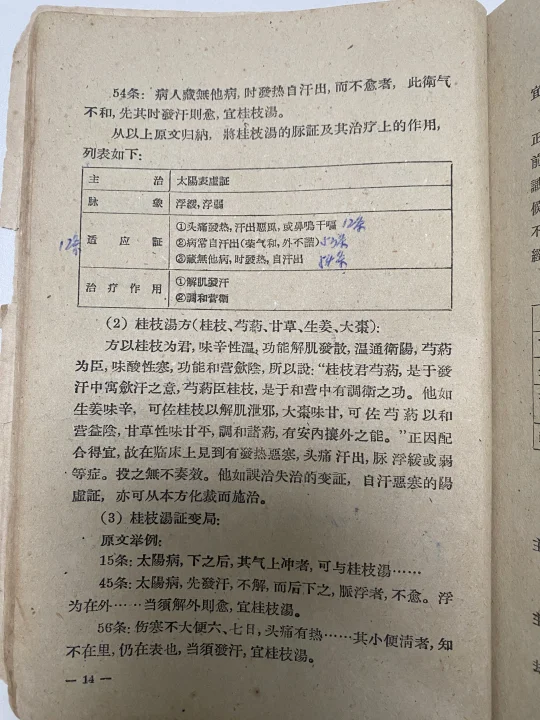 54条：病人藏無他病，时發热自汗出，而不愈者，此衛气
不和，先其时發汗則愈，宜桂枝湯。
从以上原文归納，將桂枝湯的脉証及其治疗上的作用，
列表如下：
主 治 太陽表虛証
脉 象 浮緩，浮弱
①头痛發热，汗出惡風，或鼻鳴干嘔 12条
12条 适 应 証 ②病常自汗出（荣气和，外不諧）53条
③藏無他病，时發热，自汗出 54条
治 疗 作 用 ①解肌發汗
②調和营衛
（2）桂枝湯方（桂枝、芍葯、甘草、生姜、大棗）：
方以桂枝为君，味辛性温，功能解肌發散，温通衛陽，芍葯
为臣，味酸性寒，功能和营歛陰，所以說：“桂枝君芍葯，是于發
汗中寓歛汗之意，芍葯臣桂枝，是于和营中有調衛之功。他如
生姜味辛，可佐桂枝以解肌泄邪，大棗味甘，可佐芍葯以和
营益陰，甘草性味甘平，調和諸葯，有安內攘外之能。”正因配
合得宜，故在临床上見到有發热惡寒，头痛汗出，脉浮緩或弱
等症。投之無不奏效。他如誤治失治的变証，自汗惡寒的陽
虛証，亦可从本方化裁而施治。
（3）桂枝湯証变局：
原文举例：
15条：太陽病，下之后，其气上冲者，可与桂枝湯……
45条：太陽病，先發汗，不解，而后下之，脈浮者，不愈。浮
为在外……当須解外則愈，宜桂枝湯。
56条：伤寒不大便六、七日，头痛有热……其小便淸者，知
不在里，仍在表也，当須發汗，宜桂枝湯。
— 14 —